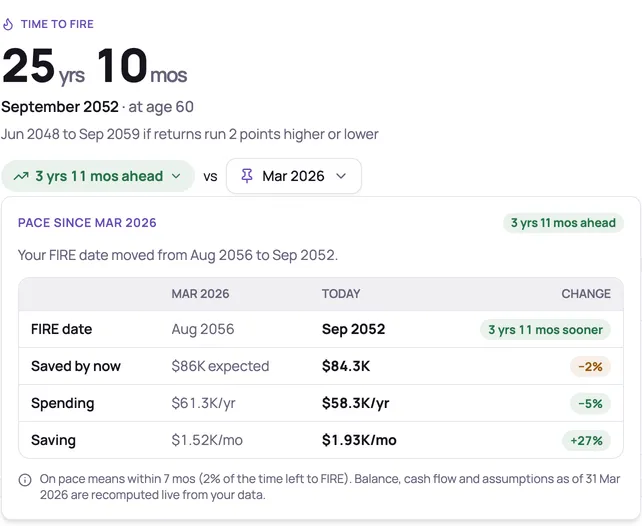 TIME TO FIRE
25 yrs 10 mos
September 2052 · at age 60
Jun 2048 to Sep 2059 if returns run 2 points higher or lower
3 yrs 11 mos ahead vs Mar 2026
PACE SINCE MAR 2026 3 yrs 11 mos ahead
Your FIRE date moved from Aug 2056 to Sep 2052.
MAR 2026 TODAY CHANGE
FIRE date Aug 2056 Sep 2052 3 yrs 11 mos sooner
Saved by now $86K expected $84.3K −2%
Spending $61.3K/yr $58.3K/yr −5%
Saving $1.52K/mo $1.93K/mo +27%
On pace means within 7 mos (2% of the time left to FIRE). Balance, cash flow and assumptions as of 31 Mar
2026 are recomputed live from your data.